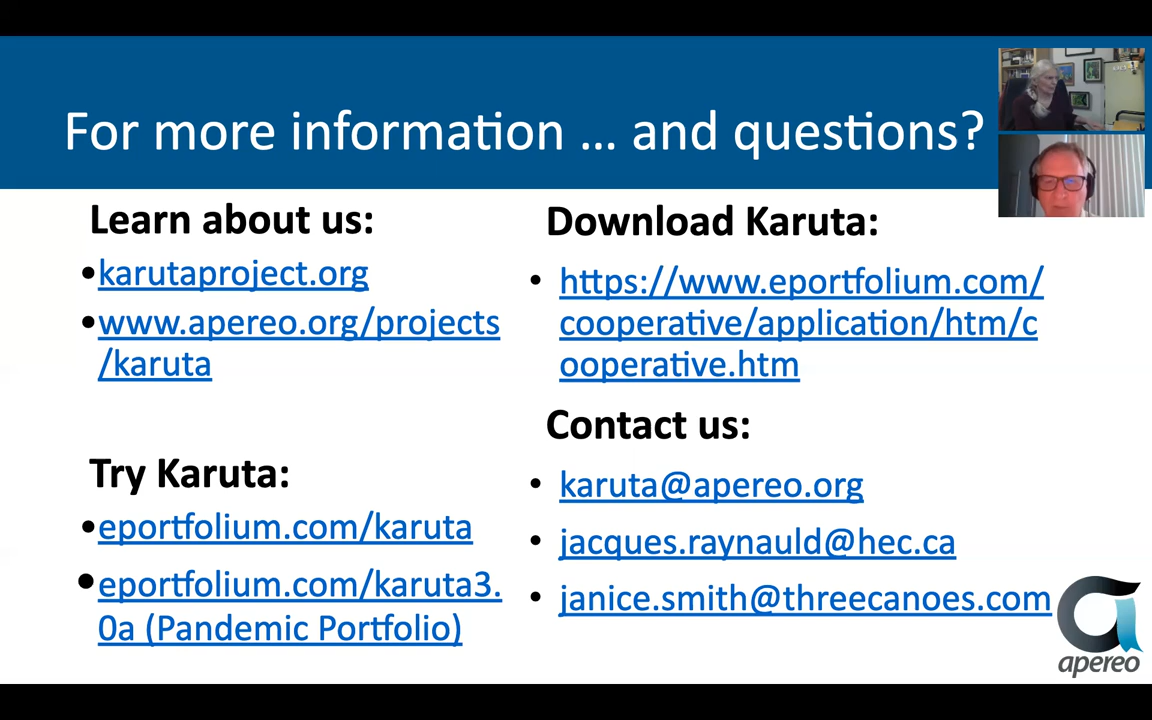 For more information ... and questions?
Learn about us:
•karutaproject.org
•www.apereo.org/projects
/karuta
Try Karuta:
•eportfolium.com/karuta
•eportfolium.com/karuta3.
0a (Pandemic Portfolio)
Download Karuta:
• https://www.eportfolium.com/
cooperative/application/htm/c
ooperative.htm
Contact us:
• karuta@apereo.org
• jacques.raynauld@hec.ca
• janice.smith@threecanoes.com
apereo